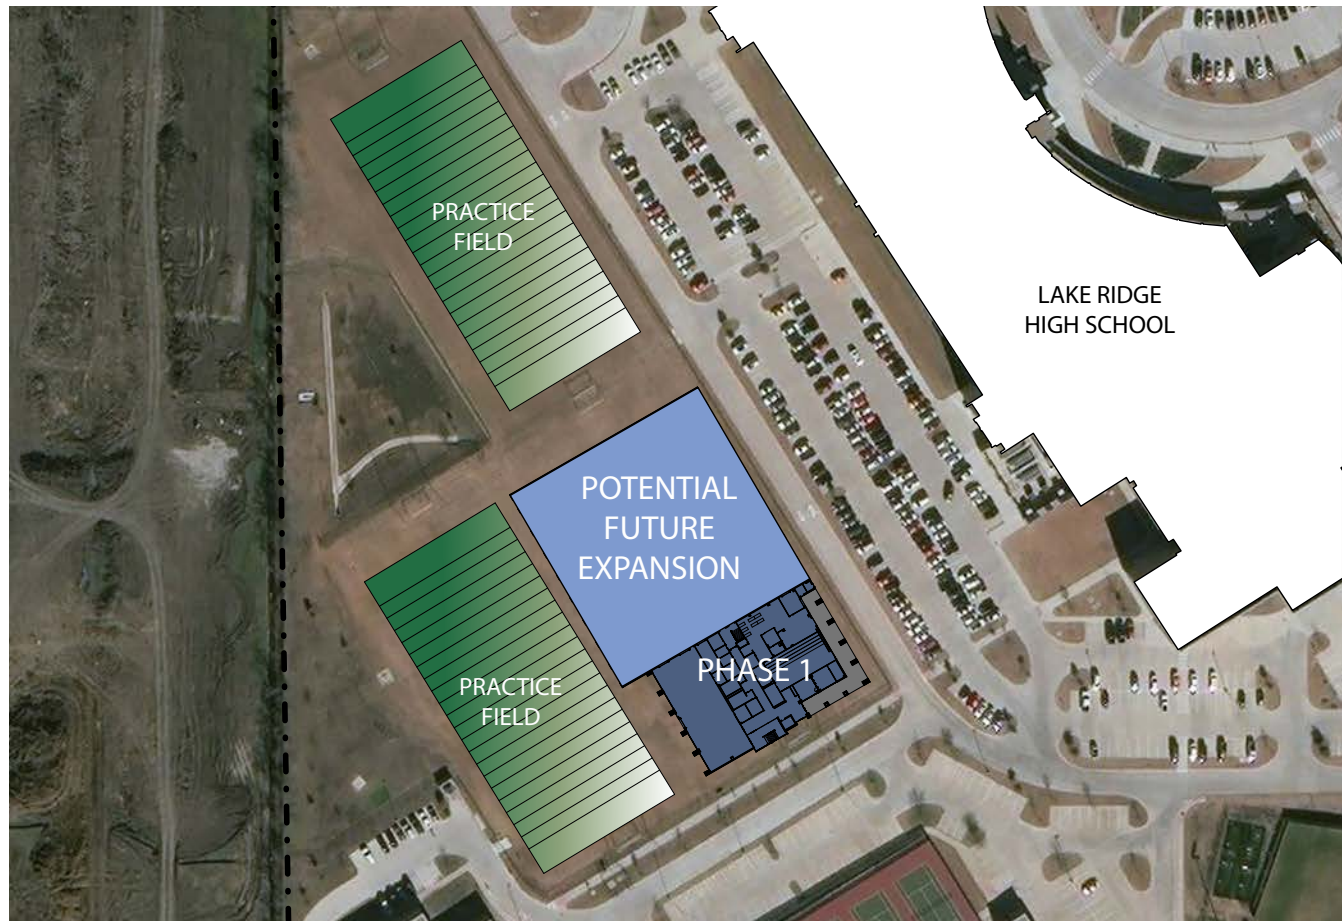 PRACTICE
FIELD
LAKE RIDGE
HIGH SCHOOL
POTENTIAL
FUTURE
EXPANSION
PHASE 1
PRACTICE
FIELD